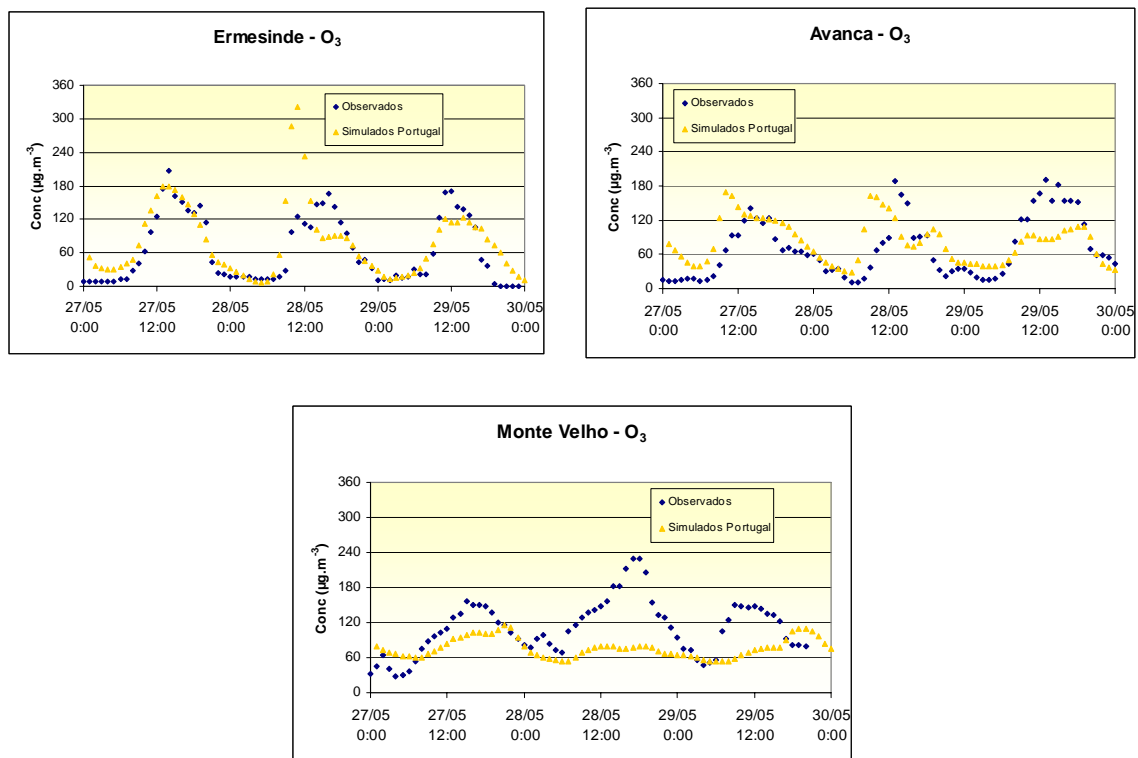 Ermesinde - O3
Conc (µg.m-3)
360
300
240
180
120
60
0
Observados
Simulados Portugal
27/05 27/05 28/05 28/05 29/05 29/05 30/05
0:00 12:00 0:00 12:00 0:00 12:00 0:00
Avanca - O3
Conc (µg.m-3)
360
300
240
180
120
60
0
Observados
Simulados Portugal
27/05 27/05 28/05 28/05 29/05 29/05 30/05
0:00 12:00 0:00 12:00 0:00 12:00 0:00
Monte Velho - O3
Conc (µg.m-3)
360
300
240
180
120
60
0
Observados
Simulados Portugal
27/05 27/05 28/05 28/05 29/05 29/05 30/05
0:00 12:00 0:00 12:00 0:00 12:00 0:00